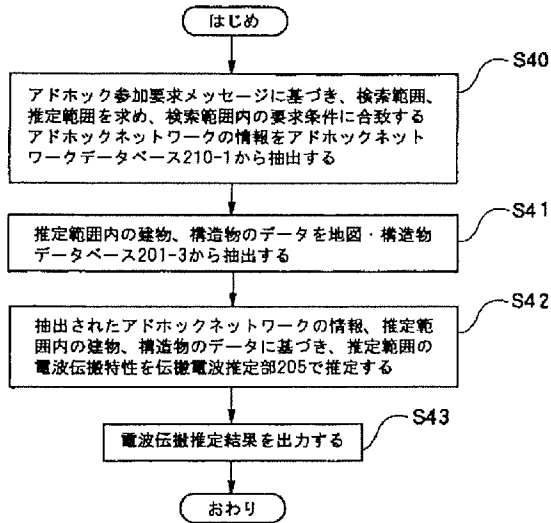 はじめ
S40
アドホック参加要求メッセージに基づき、検索範囲、
推定範囲を求め、検索範囲内の要求条件に合致する
アドホックネットワークの情報をアドホックネット
ワークデータベース210-1から抽出する
S41
推定範囲内の建物、構造物のデータを地図・構造物
データベース201-3から抽出する
S42
抽出されたアドホックネットワークの情報、推定範
囲内の建物、構造物のデータに基づき、推定範囲の
電波伝搬特性を伝搬電波推定部205で推定する
S43
電波伝搬推定結果を出力する
おわり